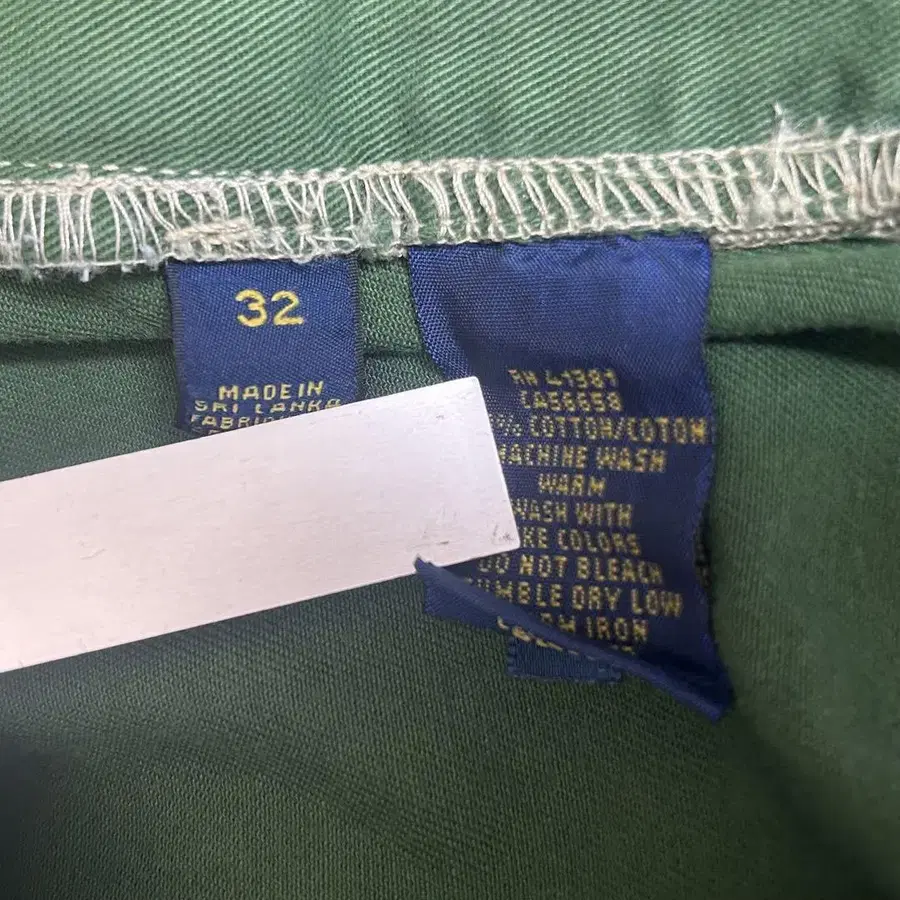 32
MADE IN
SRI LANKA
RN 41381
CA56658
% COTTON/COTON
MACHINE WASH
WARM
WASH WITH
COLORS
DO NOT BLEACH
TUMBLE DRY LOW
IRON